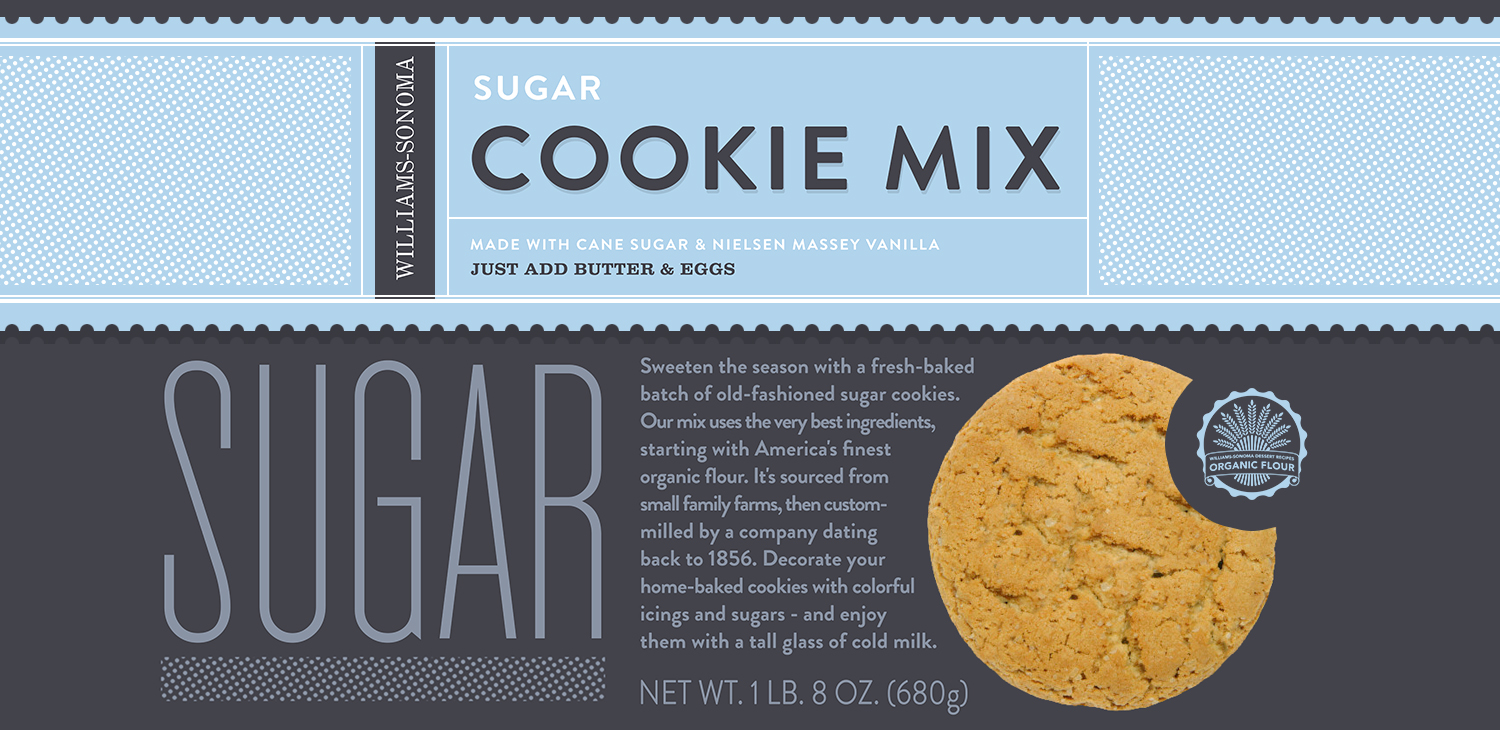 WILLIAMS-SONOMA
SUGAR
COOKIE MIX
MADE WITH CANE SUGAR & NIELSEN MASSEY VANILLA
JUST ADD BUTTER & EGGS
SUGAR
Sweeten the season with a fresh-baked
batch of old-fashioned sugar cookies.
Our mix uses the very best ingredients,
starting with America's finest
organic flour. It's sourced from
small family farms, then custom-
milled by a company dating
back to 1856. Decorate your
home-baked cookies with colorful
icings and sugars - and enjoy
them with a tall glass of cold milk.
NET WT. 1 LB. 8 OZ. (680g)
WILLIAMS-SONOMA DESSERT RECIPES
ORGANIC FLOUR